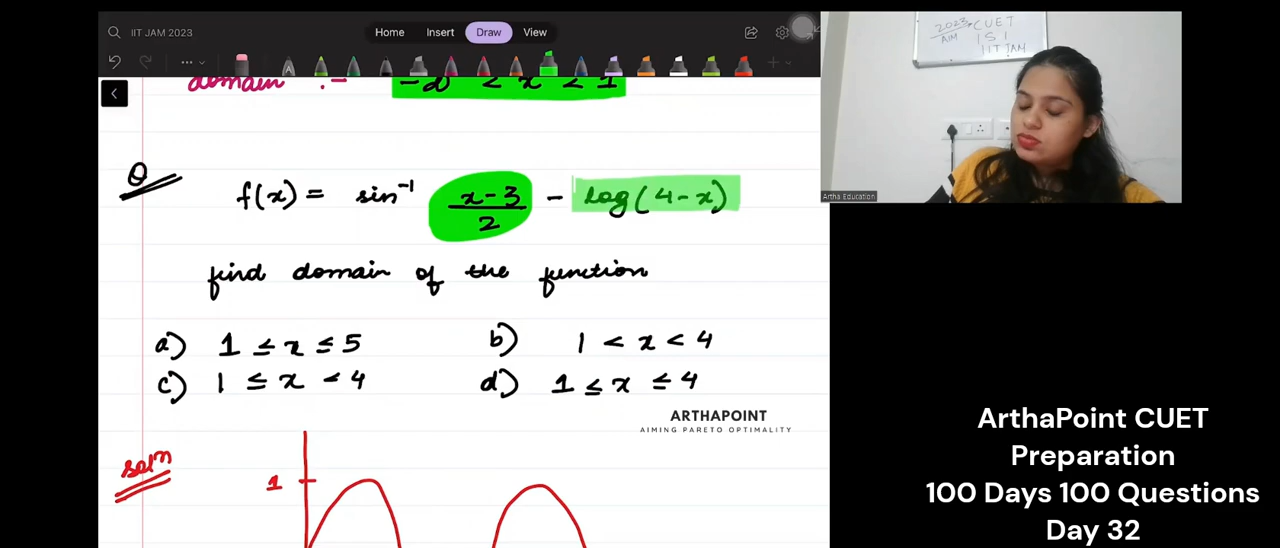 IIT JAM 2023
Home Insert Draw View
domain :- -∞ < x < 1
Q
f(x) = sin⁻¹ (x-3)/2 - log(4-x)
find domain of the function
a) 1 ≤ x ≤ 5
b) 1 < x < 4
c) 1 ≤ x < 4
d) 1 ≤ x ≤ 4
ARTHAPOINT
AIMING PARETO OPTIMALITY
soln
1
2023 CUET
AIM ISI
IIT JAM
Artha Education
ArthaPoint CUET
Preparation
100 Days 100 Questions
Day 32